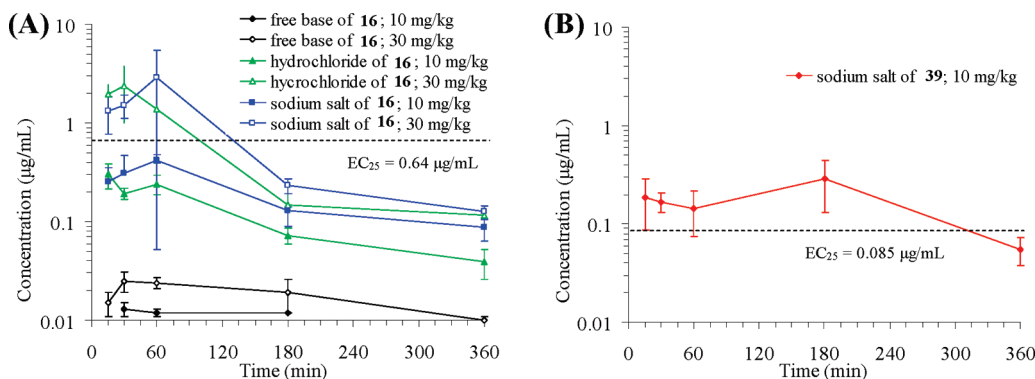 (A)
free base of 16; 10 mg/kg
free base of 16; 30 mg/kg
hydrochloride of 16; 10 mg/kg
hycrochloride of 16; 30 mg/kg
sodium salt of 16; 10 mg/kg
sodium salt of 16; 30 mg/kg
EC25 = 0.64 µg/mL
Concentration (µg/mL)
10
1
0.1
0.01
0 60 120 180 240 300 360
Time (min)
(B)
sodium salt of 39; 10 mg/kg
EC25 = 0.085 µg/mL
Concentration (µg/mL)
10
1
0.1
0.01
0 60 120 180 240 300 360
Time (min)